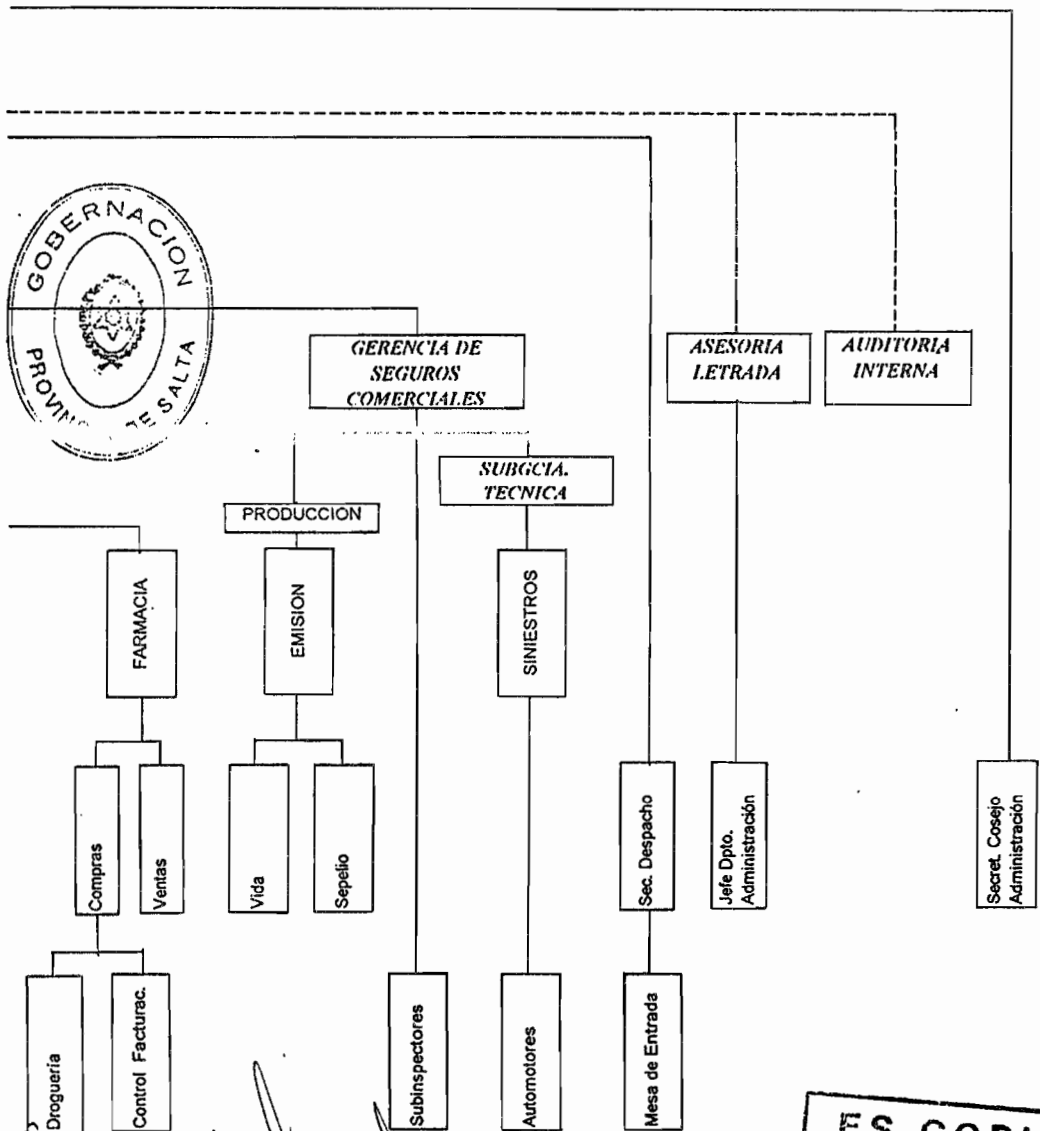 GOBERNACION
PROVIN DE SALTA
GERENCIA DE
SEGUROS
COMERCIALES
ASESORIA
LETRADA
AUDITORIA
INTERNA
SUBGCIA.
TECNICA
PRODUCCION
FARMACIA
EMISION
SINIESTROS
Compras
Ventas
Vida
Sepelio
Sec. Despacho
Jefe Dpto.
Administración
Secret. Cosejo
Administración
Droguería
Control Facturac.
Subinspectores
Automotores
Mesa de Entrada
ES COPI